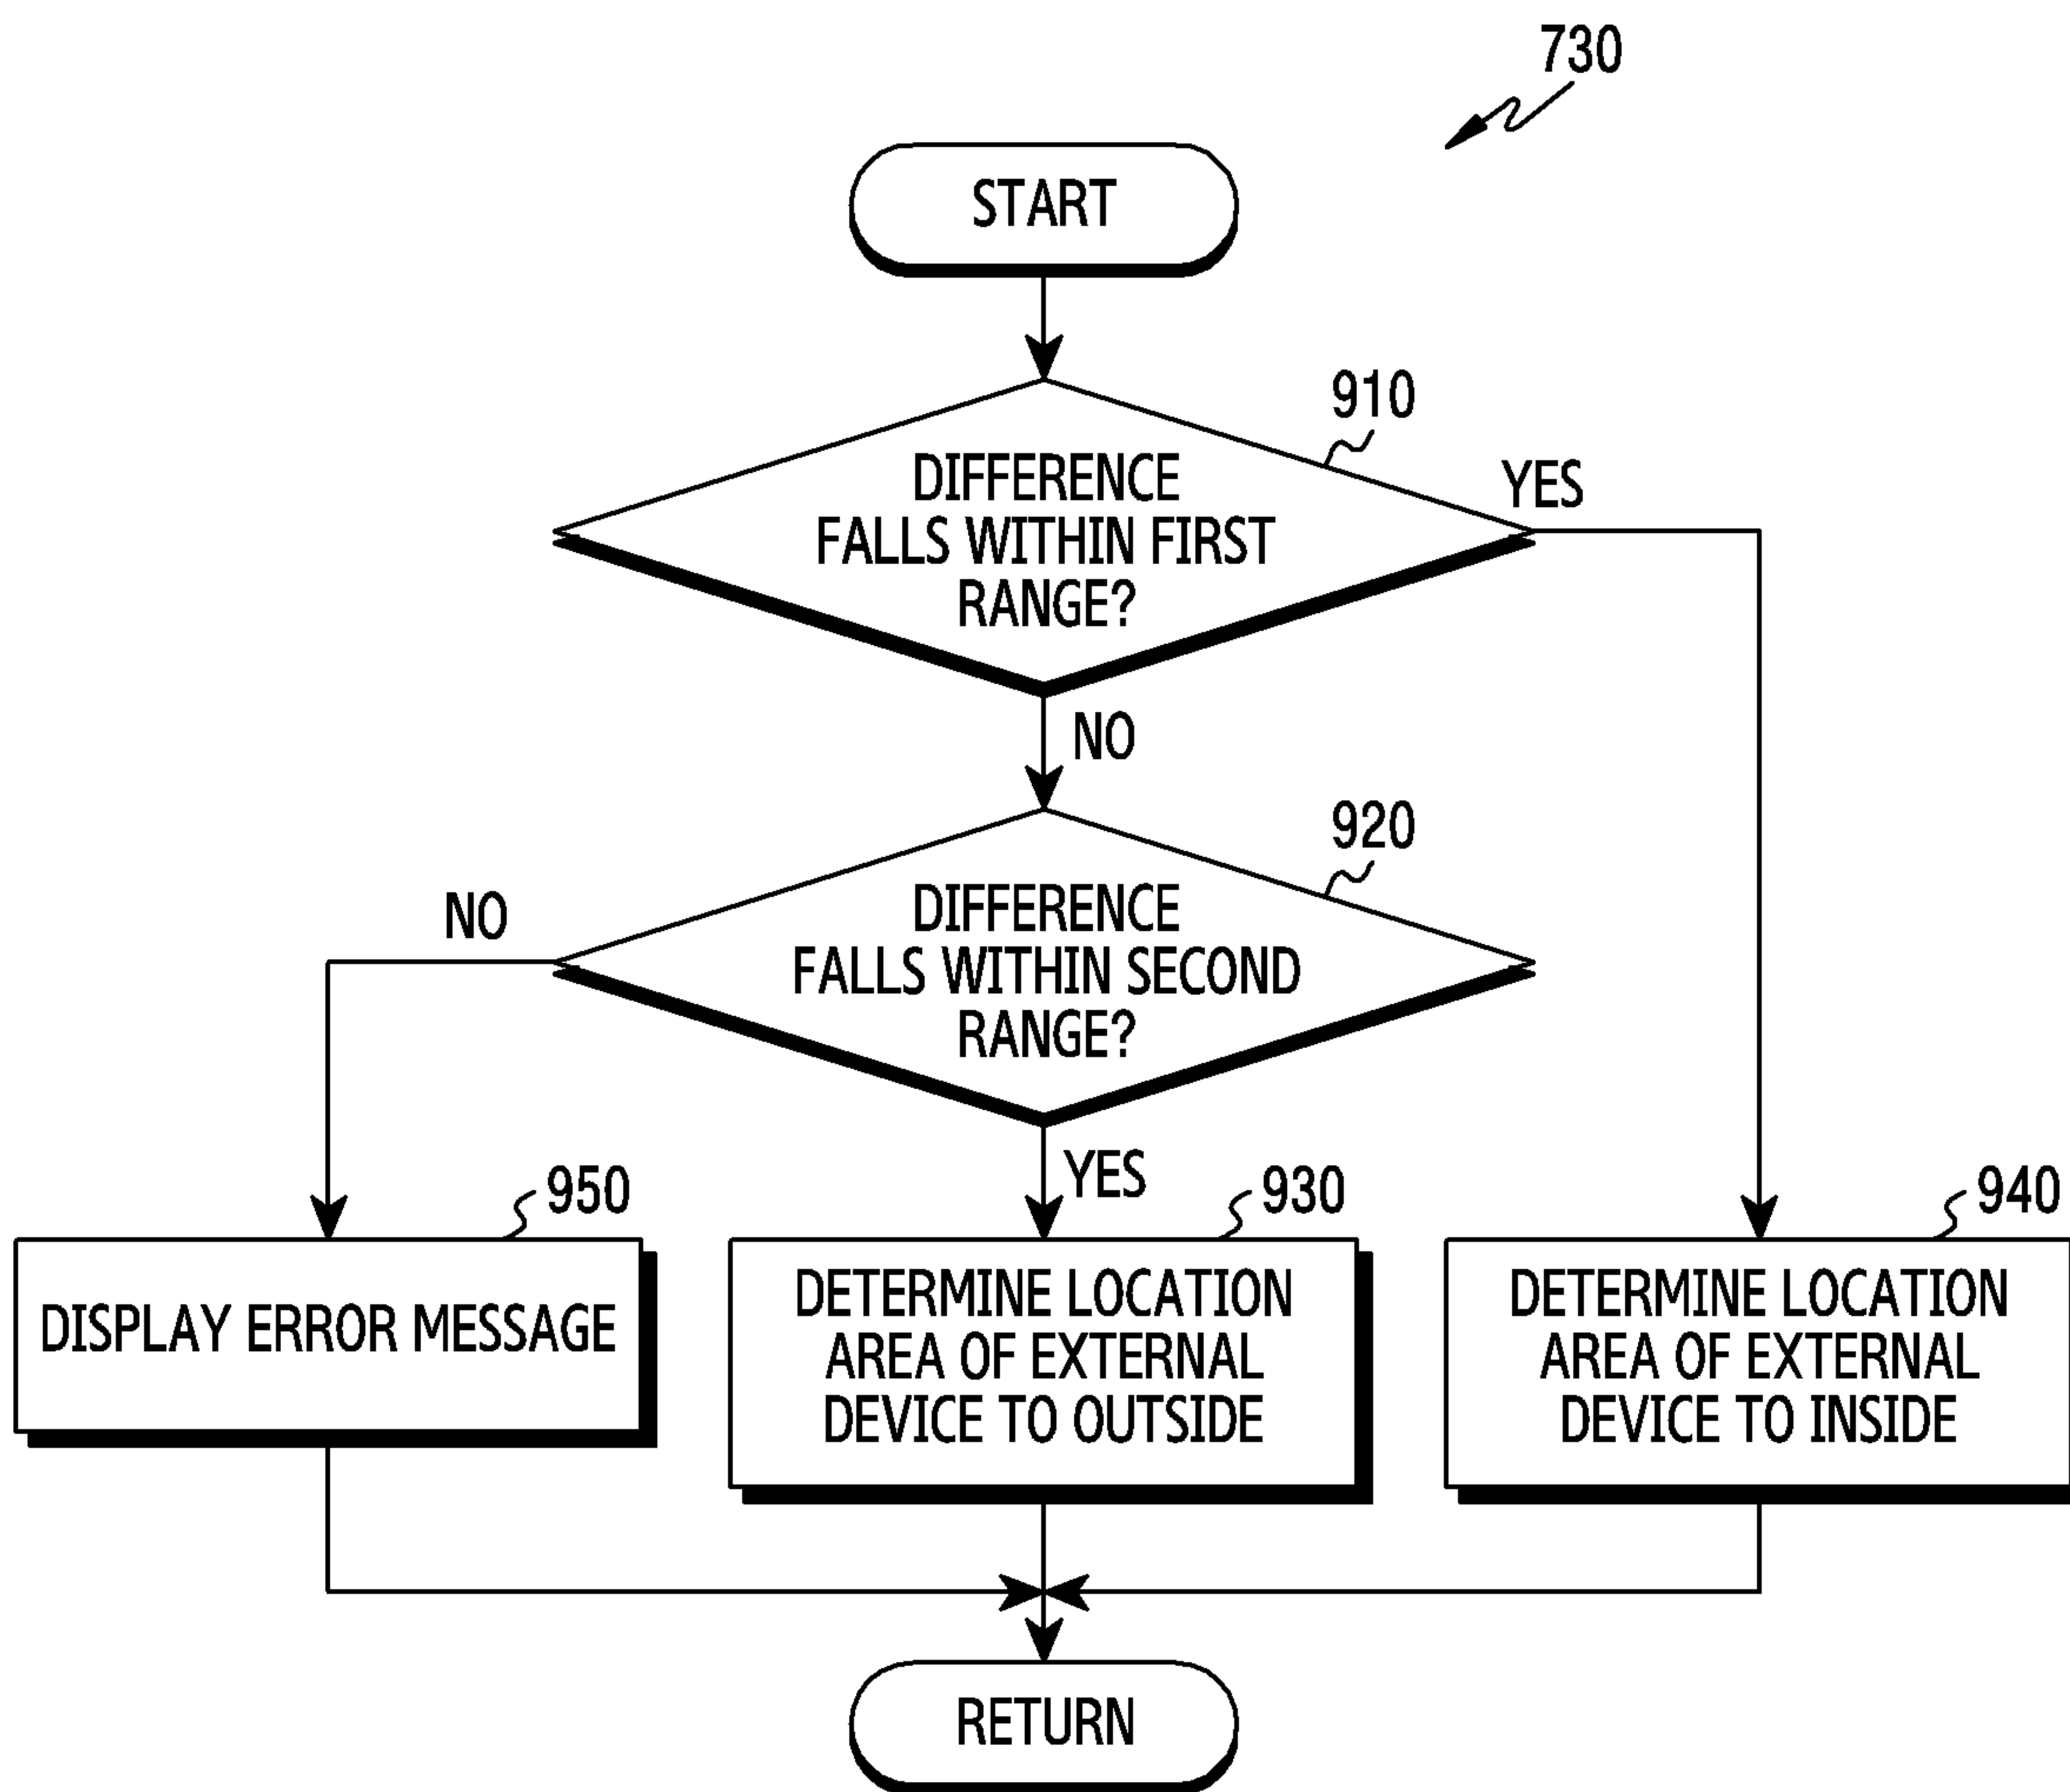 730
START
910
DIFFERENCE
FALLS WITHIN FIRST
RANGE?
YES
NO
920
DIFFERENCE
FALLS WITHIN SECOND
RANGE?
NO
YES
950
DISPLAY ERROR MESSAGE
930
DETERMINE LOCATION
AREA OF EXTERNAL
DEVICE TO OUTSIDE
940
DETERMINE LOCATION
AREA OF EXTERNAL
DEVICE TO INSIDE
RETURN